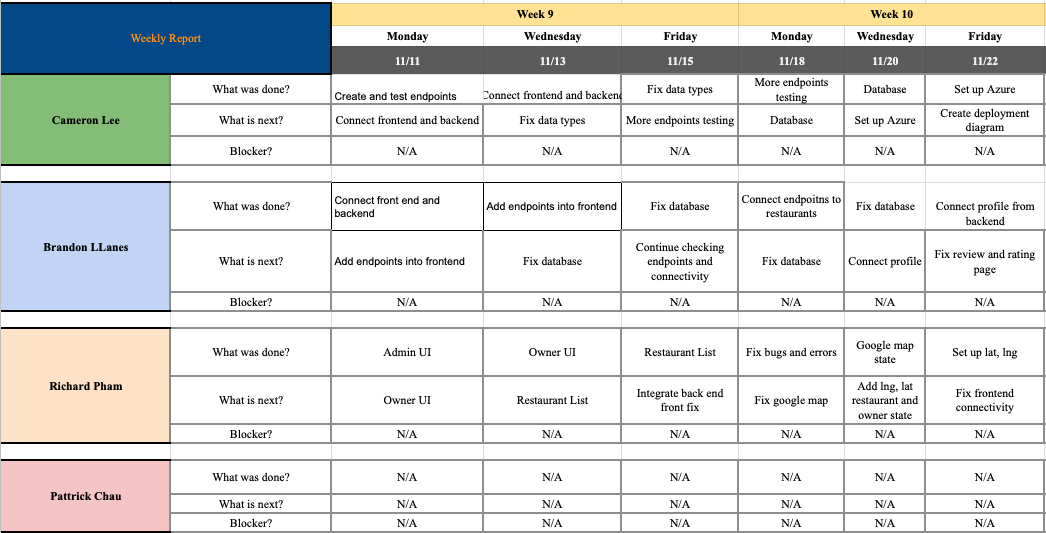 Weekly Report
Week 9 Week 10
Monday Wednesday Friday Monday Wednesday Friday
11/11 11/13 11/15 11/18 11/20 11/22
Cameron Lee
What was done? Create and test endpoints Connect frontend and backend Fix data types More endpoints testing Database Set up Azure
What is next? Connect frontend and backend Fix data types More endpoints testing Database Set up Azure Create deployment diagram
Blocker? N/A N/A N/A N/A N/A N/A
Brandon LLanes
What was done? Connect front end and backend Add endpoints into frontend Fix database Connect endpoitns to restaurants Fix database Connect profile from backend
What is next? Add endpoints into frontend Fix database Continue checking endpoints and connectivity Fix database Connect profile Fix review and rating page
Blocker? N/A N/A N/A N/A N/A N/A
Richard Pham
What was done? Admin UI Owner UI Restaurant List Fix bugs and errors Google map state Set up lat, lng
What is next? Owner UI Restaurant List Integrate back end front fix Fix google map Add lng, lat restaurant and owner state Fix frontend connectivity
Blocker? N/A N/A N/A N/A N/A N/A
Pattrick Chau
What was done? N/A N/A N/A N/A N/A N/A
What is next? N/A N/A N/A N/A N/A N/A
Blocker? N/A N/A N/A N/A N/A N/A